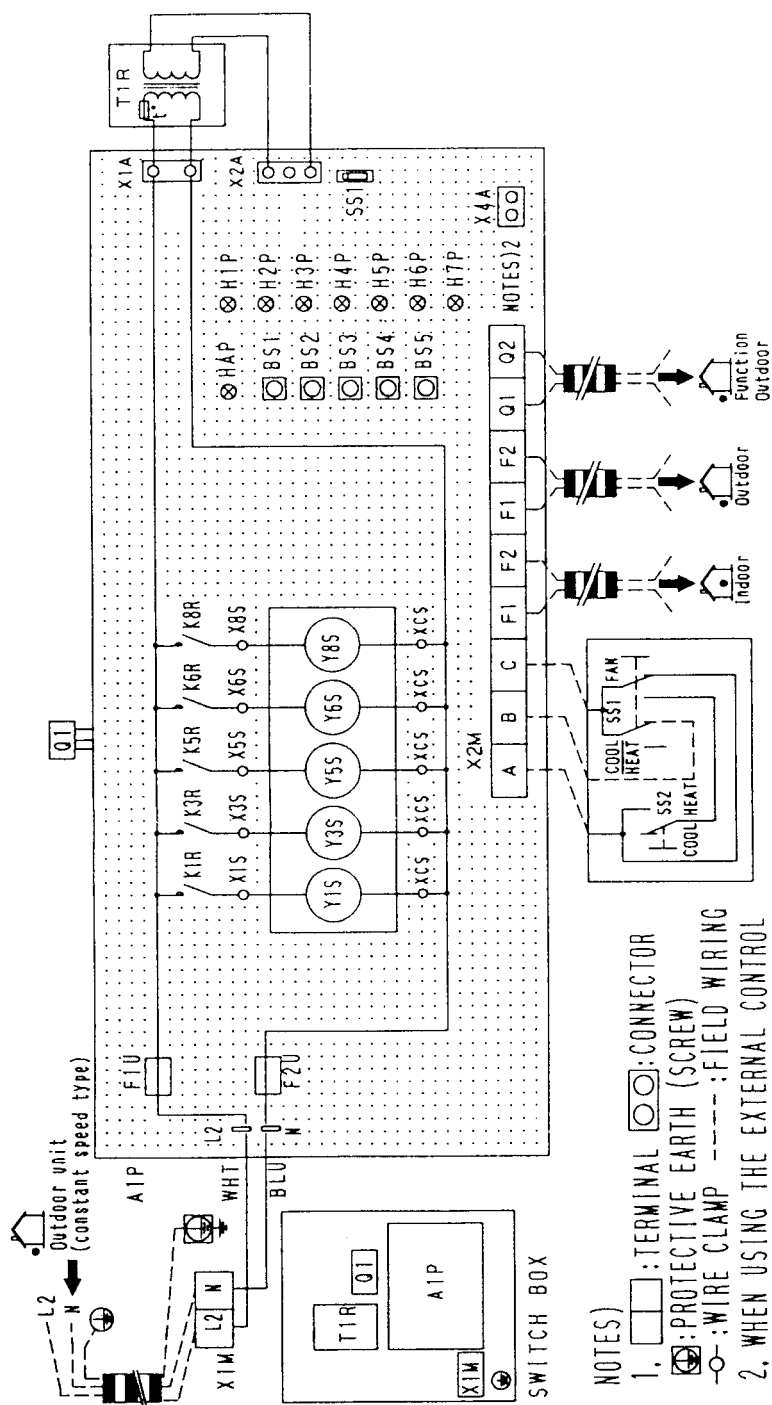 Outdoor unit
(constant speed type)
L2
N
A1P
WHT
BLU
L2
N
F1U
F2U
X1M
L2
N
Q1
K1R
K3R
K5R
K6R
K8R
X1S
X3S
X5S
X6S
X8S
Y1S
Y3S
Y5S
Y6S
Y8S
XCS
XCS
XCS
XCS
XCS
T1R
t°
X1A
X2A
SS1
HAP
H1P
H2P
H3P
H4P
H5P
H6P
H7P
BS1
BS2
BS3
BS4
BS5
X4A
NOTES)2
X2M
A
B
C
F1
F2
F1
F2
Q1
Q2
Indoor
Outdoor
Function
Outdoor
SS2
COOL
HEAT
COOL
HEAT
SS1
FAN
T1R
Q1
A1P
X1M
SWITCH BOX
NOTES)
1. :TERMINAL :CONNECTOR
:PROTECTIVE EARTH (SCREW)
:WIRE CLAMP ----:FIELD WIRING
2, WHEN USING THE EXTERNAL CONTROL